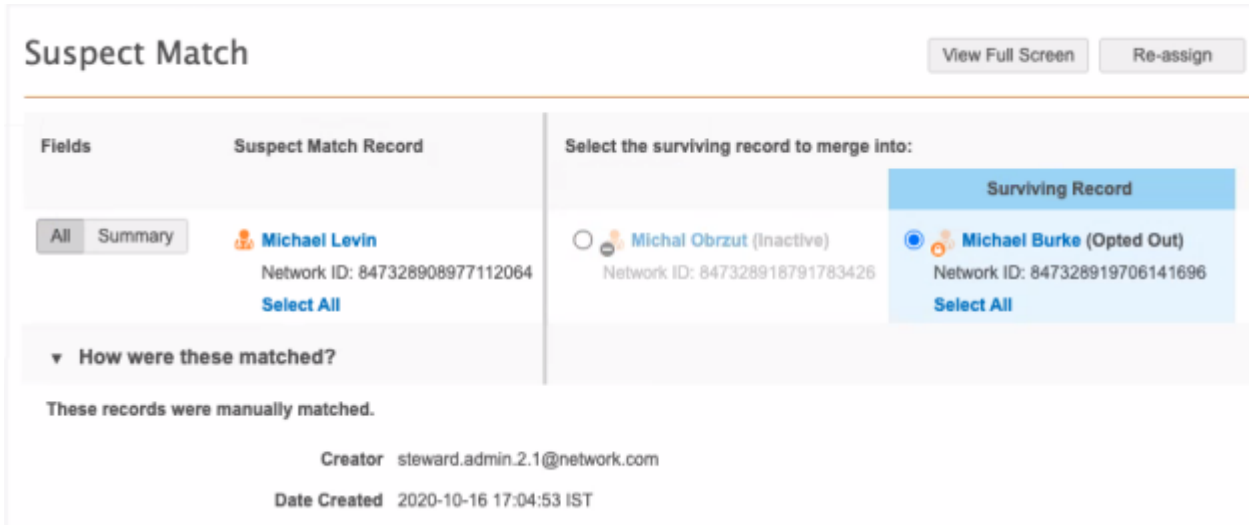 Suspect Match
View Full Screen
Re-assign
Fields
Suspect Match Record
Select the surviving record to merge into:
Surviving Record
All
Summary
Michael Levin
Network ID: 847328908977112064
Select All
Michal Obrzut (Inactive)
Network ID: 847328918791783426
Michael Burke (Opted Out)
Network ID: 847328919706141696
Select All
▼ How were these matched?
These records were manually matched.
Creator steward.admin.2.1@network.com
Date Created 2020-10-16 17:04:53 IST